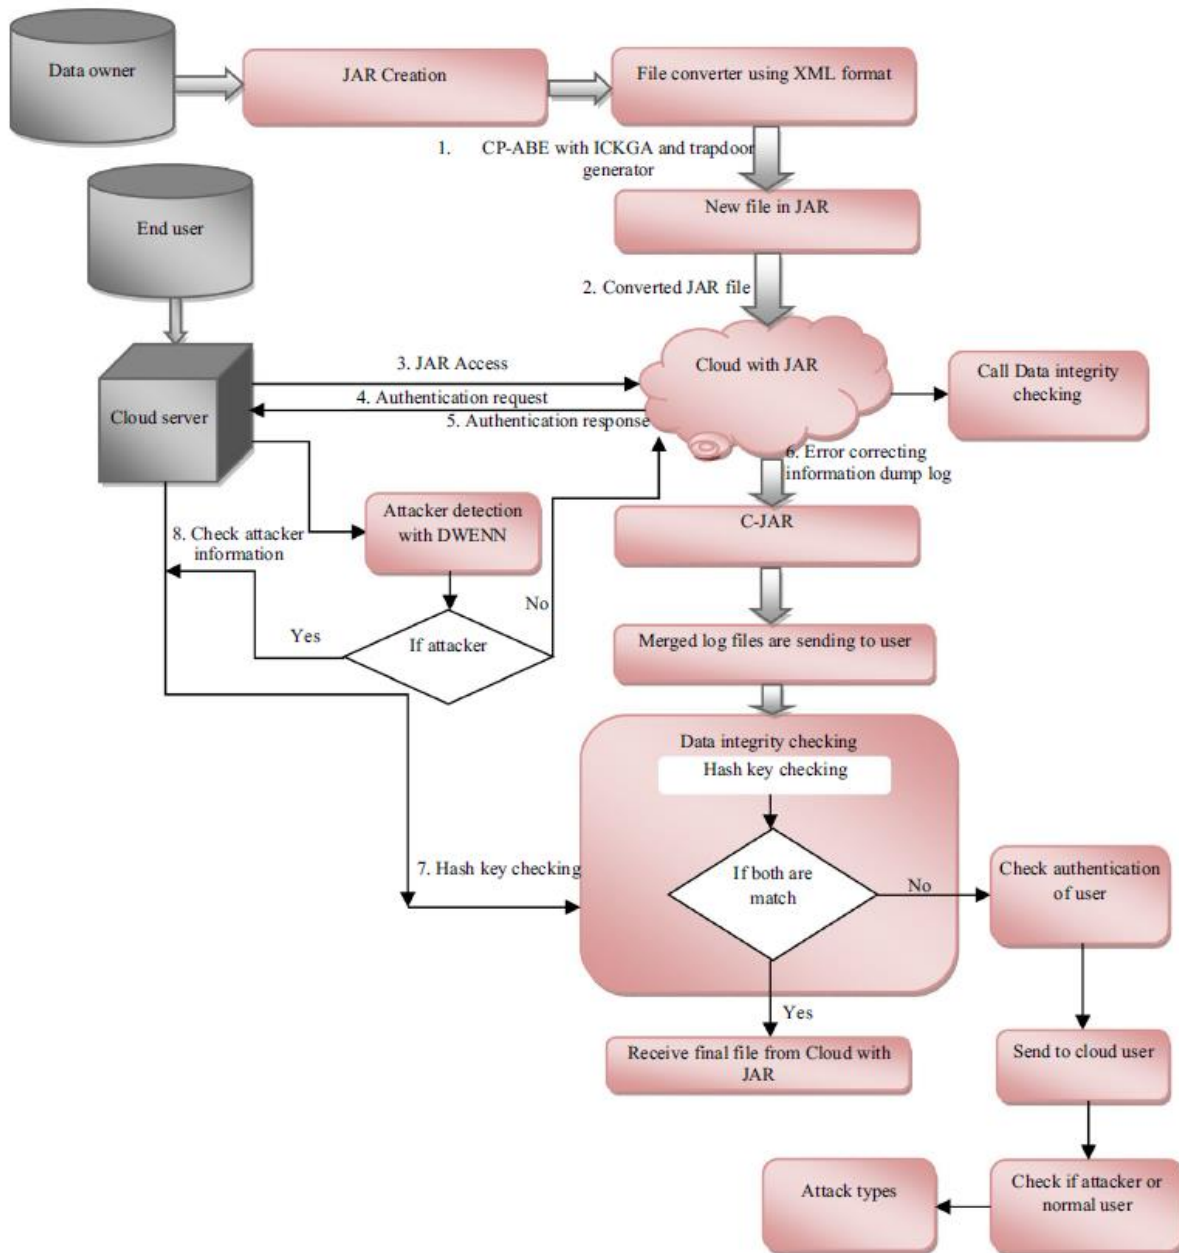 Data owner
JAR Creation
File converter using XML format
1. CP-ABE with ICKGA and trapdoor
generator
New file in JAR
End user
2. Converted JAR file
Cloud with JAR
3. JAR Access
Call Data integrity
checking
4. Authentication request
5. Authentication response
Cloud server
6. Error correcting
information dump log
Attacker detection
with DWENN
C-JAR
8. Check attacker
information
No
Yes
If attacker
Merged log files are sending to user
Data integrity checking
Hash key checking
7. Hash key checking
If both are
match
No
Check authentication
of user
Yes
Receive final file from Cloud with
JAR
Send to cloud user
Attack types
Check if attacker or
normal user